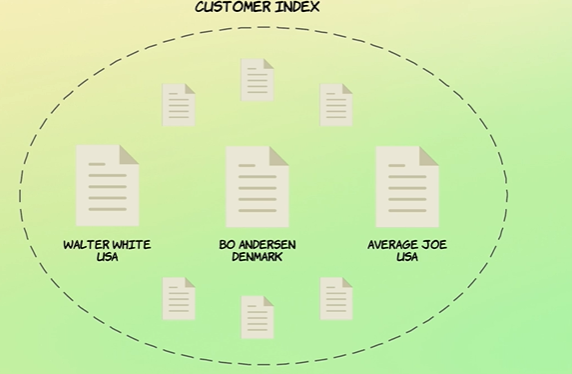 CUSTOMER INDEX
WALTER WHITE
USA
BO ANDERSEN
DENMARK
AVERAGE JOE
USA